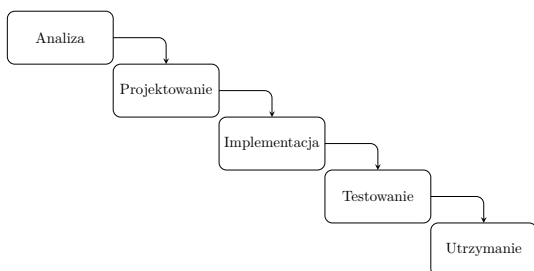 Analiza
Projektowanie
Implementacja
Testowanie
Utrzymanie